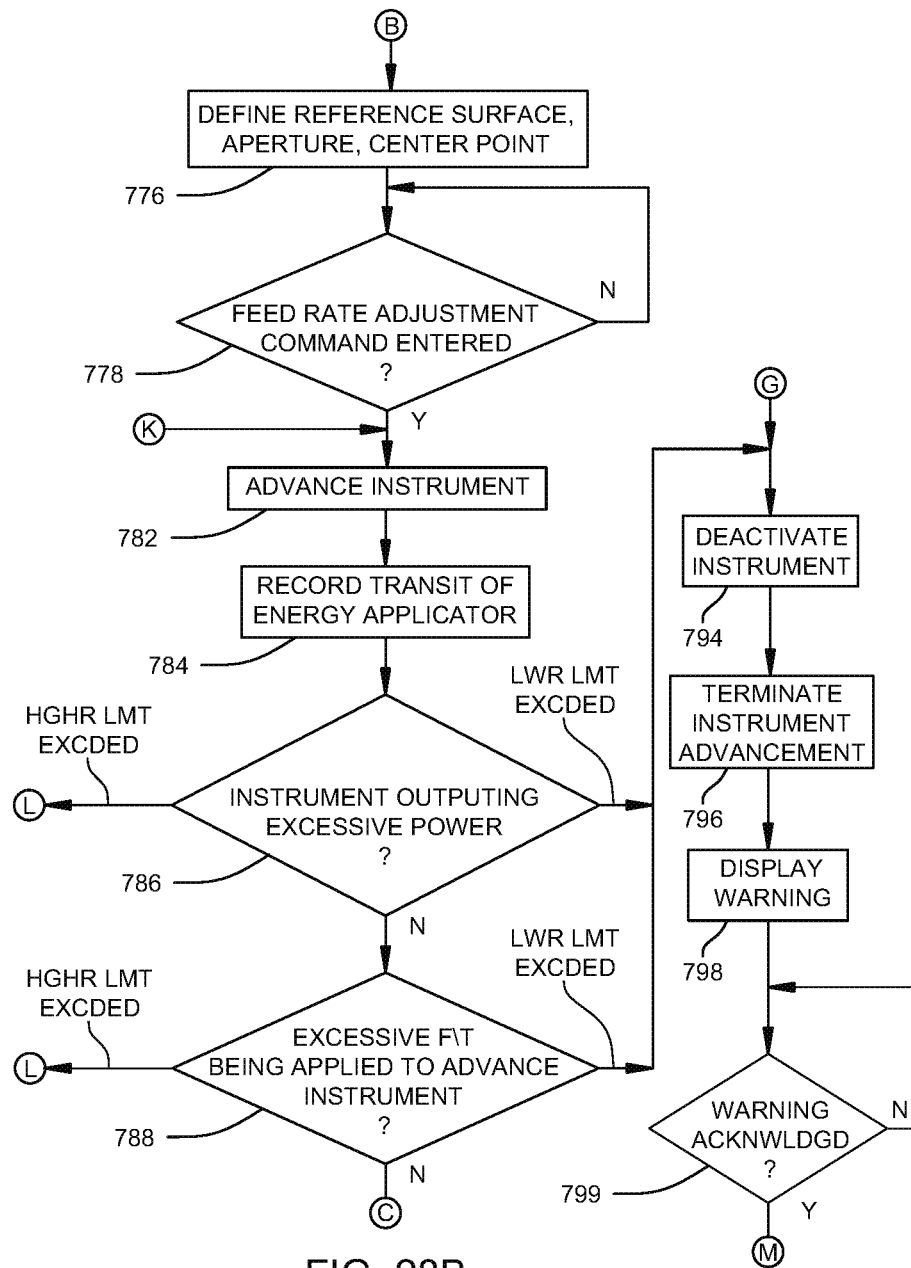 B
DEFINE REFERENCE SURFACE,
APERTURE, CENTER POINT
776
N
FEED RATE ADJUSTMENT
COMMAND ENTERED
?
778
Y
K
ADVANCE INSTRUMENT
782
RECORD TRANSIT OF
ENERGY APPLICATOR
784
HGHR LMT
EXCDED
LWR LMT
EXCDED
L
INSTRUMENT OUTPUTING
EXCESSIVE POWER
?
786
N
HGHR LMT
EXCDED
LWR LMT
EXCDED
L
EXCESSIVE F\T
BEING APPLIED TO ADVANCE
INSTRUMENT
?
788
N
C
G
DEACTIVATE
INSTRUMENT
794
TERMINATE
INSTRUMENT
ADVANCEMENT
796
DISPLAY
WARNING
798
WARNING
ACKNWLDGD
?
N
799
Y
M